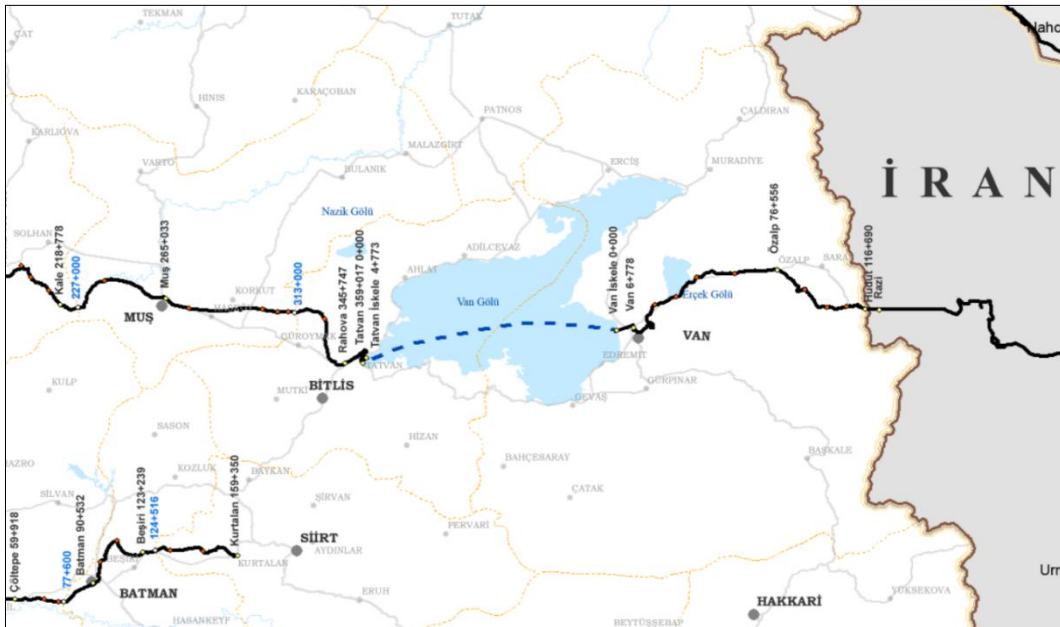 TEKMAN
TUTAK
Nahc
ÇAT
KARAÇOBAN
HINIS
PATNOS
ÇALDIRAN
KARLIOVA
MALAZGİRT
VARTO
BULANIK
ERCİŞ
MURADİYE
İRAN
Nazik Gölü
SOLHAN
Kale 218+778
227+000
Muş 265+033
MUŞ
KORKUT
313+000
GÜROYMAK
ADİLCEVAZ
AHLAT
Rahova 345+747
Tatvan 359+017 0+000
Tatvan İskele 4+773
TATVAN
Van Gölü
Van İskele 0+000
Van 6+778
VAN
Erçek Gölü
Özalp 76+556
ÖZALP
SARA
Hudut 116+690
Razi
EDREMİT
GÜRPINAR
GEVAŞ
KULP
MUTKİ
BİTLİS
SASON
HİZAN
BAŞKALE
BAHÇESARAY
KOZLUK
BAYKAN
SİLVAN
ŞİRVAN
ÇATAK
PERVARİ
Çöltepe 59+918
77+600
Batman 90+532
Beşiri 123+239
124+516
Kurtalan 159+350
KURTALAN
SİİRT
AYDINLAR
BATMAN
ERUH
HASANKEYF
BEYTÜŞŞEBAP
HAKKARİ
YÜKSEKOVA
Urm